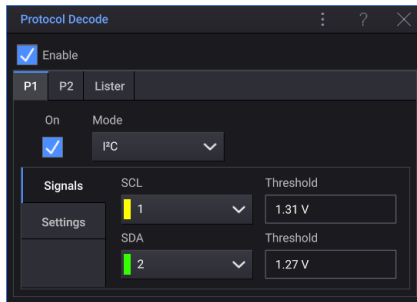 Protocol Decode
Enable
P1 P2 Lister
On Mode
I²C
Signals SCL Threshold
1 1.31 V
Settings
SDA Threshold
2 1.27 V